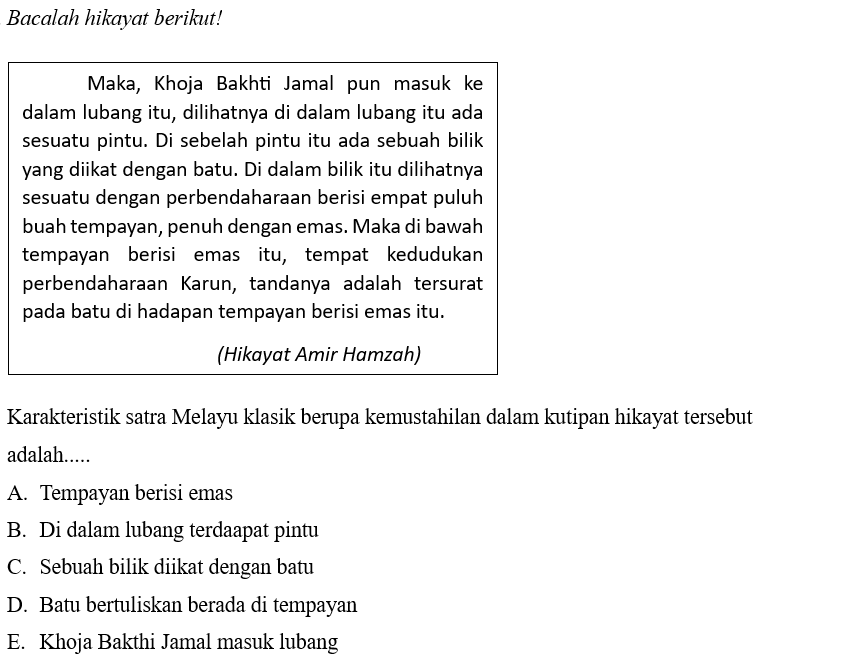 Bacalah hikayat berikut!
Maka, Khoja Bakhti Jamal pun masuk ke
dalam lubang itu, dilihatnya di dalam lubang itu ada
sesuatu pintu. Di sebelah pintu itu ada sebuah bilik
yang diikat dengan batu. Di dalam bilik itu dilihatnya
sesuatu dengan perbendaharaan berisi empat puluh
buah tempayan, penuh dengan emas. Maka di bawah
tempayan berisi emas itu, tempat kedudukan
perbendaharaan Karun, tandanya adalah tersurat
pada batu di hadapan tempayan berisi emas itu.
(Hikayat Amir Hamzah)
Karakteristik satra Melayu klasik berupa kemustahilan dalam kutipan hikayat tersebut
adalah.....
A. Tempayan berisi emas
B. Di dalam lubang terdaapat pintu
C. Sebuah bilik diikat dengan batu
D. Batu bertuliskan berada di tempayan
E. Khoja Bakthi Jamal masuk lubang